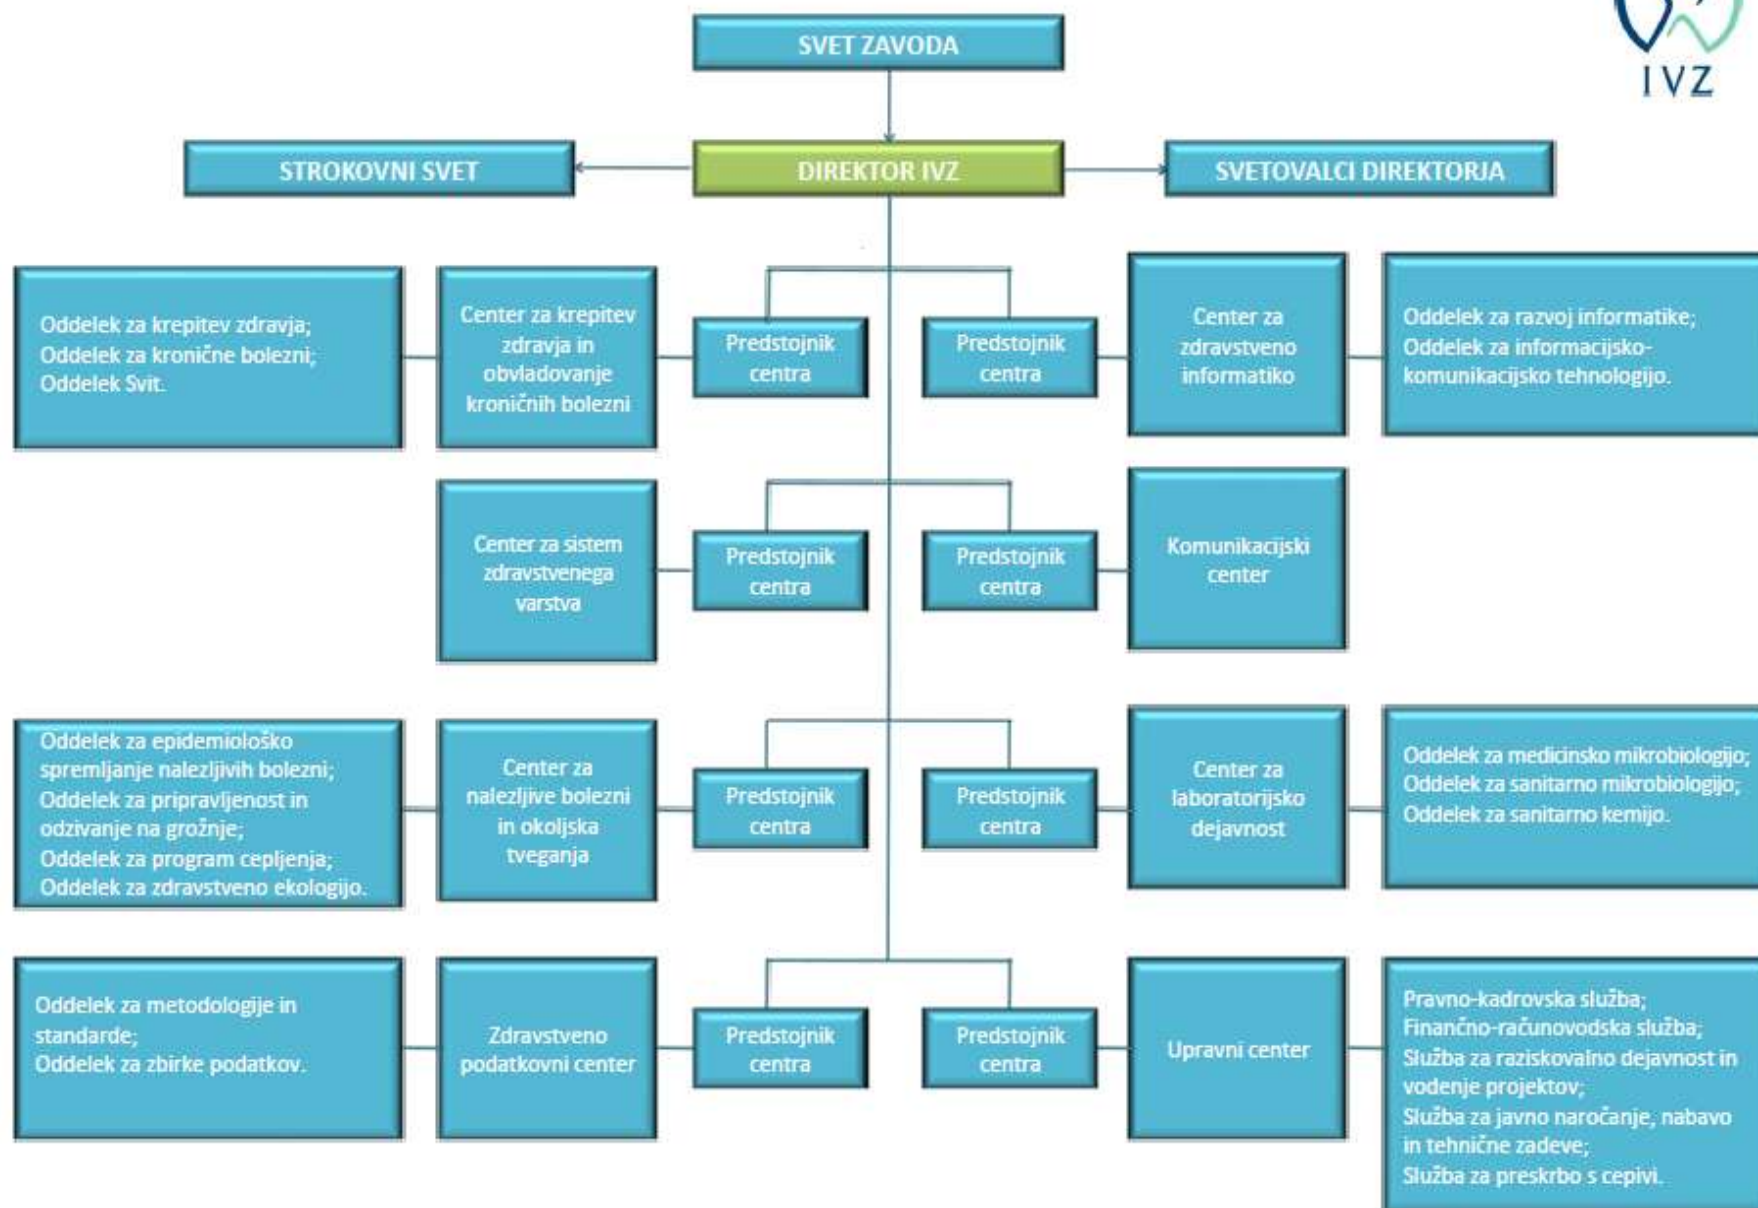 SVET ZAVODA
IVZ
STROKOVNI SVET
DIREKTOR IVZ
SVETOVALCI DIREKTORJA
Oddelek za krepitev zdravja;
Oddelek za kronične bolezni;
Oddelek Svit.
Center za krepitev
zdravja in
obvladovanje
kroničnih bolezni
Predstojnik
centra
Predstojnik
centra
Center za
zdravstveno
informatiko
Oddelek za razvoj informatike;
Oddelek za informacijsko-
komunikacijsko tehnologijo.
Center za sistem
zdravstvenega
varstva
Predstojnik
centra
Predstojnik
centra
Komunikacijski
center
Oddelek za epidemiološko
spremljanje nalezljivih bolezni;
Oddelek za pripravljenost in
odzivanje na grožnje;
Oddelek za program cepljenja;
Oddelek za zdravstveno ekologijo.
Center za
nalezljive bolezni
in okoljska
tveganja
Predstojnik
centra
Predstojnik
centra
Center za
laboratorijsko
dejavnost
Oddelek za medicinsko mikrobiologijo;
Oddelek za sanitarno mikrobiologijo;
Oddelek za sanitarno kemijo.
Oddelek za metodologije in
standarde;
Oddelek za zbirke podatkov.
Zdravstveno
podatkovni center
Predstojnik
centra
Predstojnik
centra
Upravni center
Pravno-kadrovska služba;
Finančno-računovodska služba;
Služba za raziskovalno dejavnost in
vodenje projektov;
Služba za javno naročanje, nabavo
in tehnične zadeve;
Služba za preskrbo s cepivi.